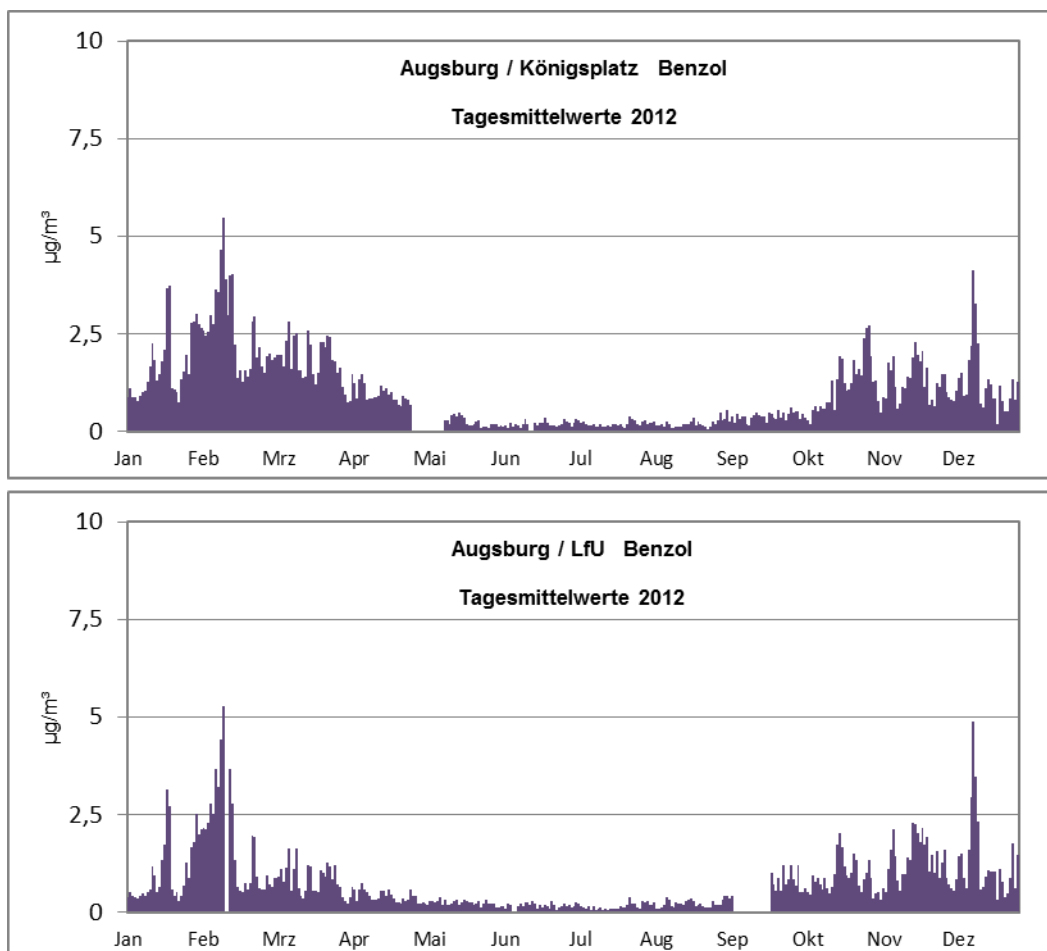 10
Augsburg / Königsplatz Benzol
Tagesmittelwerte 2012
7,5
µg/m³
5
2,5
0
Jan Feb Mrz Apr Mai Jun Jul Aug Sep Okt Nov Dez
10
Augsburg / LfU Benzol
Tagesmittelwerte 2012
7,5
µg/m³
5
2,5
0
Jan Feb Mrz Apr Mai Jun Jul Aug Sep Okt Nov Dez